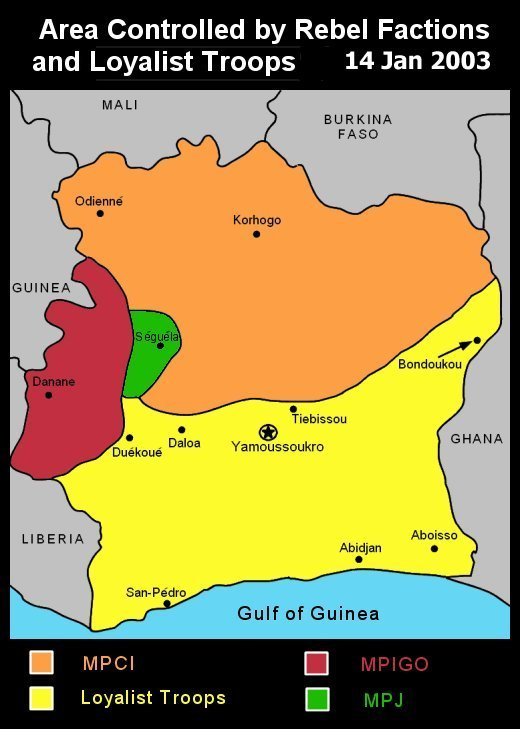 Area Controlled by Rebel Factions
and Loyalist Troops 14 Jan 2003
MALI
BURKINA
FASO
Odienné
Korhogo
GUINEA
Séguéla
Bondoukou
Danane
Tiebissou
Duékoué
Daloa
Yamoussoukro
GHANA
LIBERIA
Abidjan
Aboisso
San-Pédro
Gulf of Guinea
MPCI
MPIGO
Loyalist Troops
MPJ